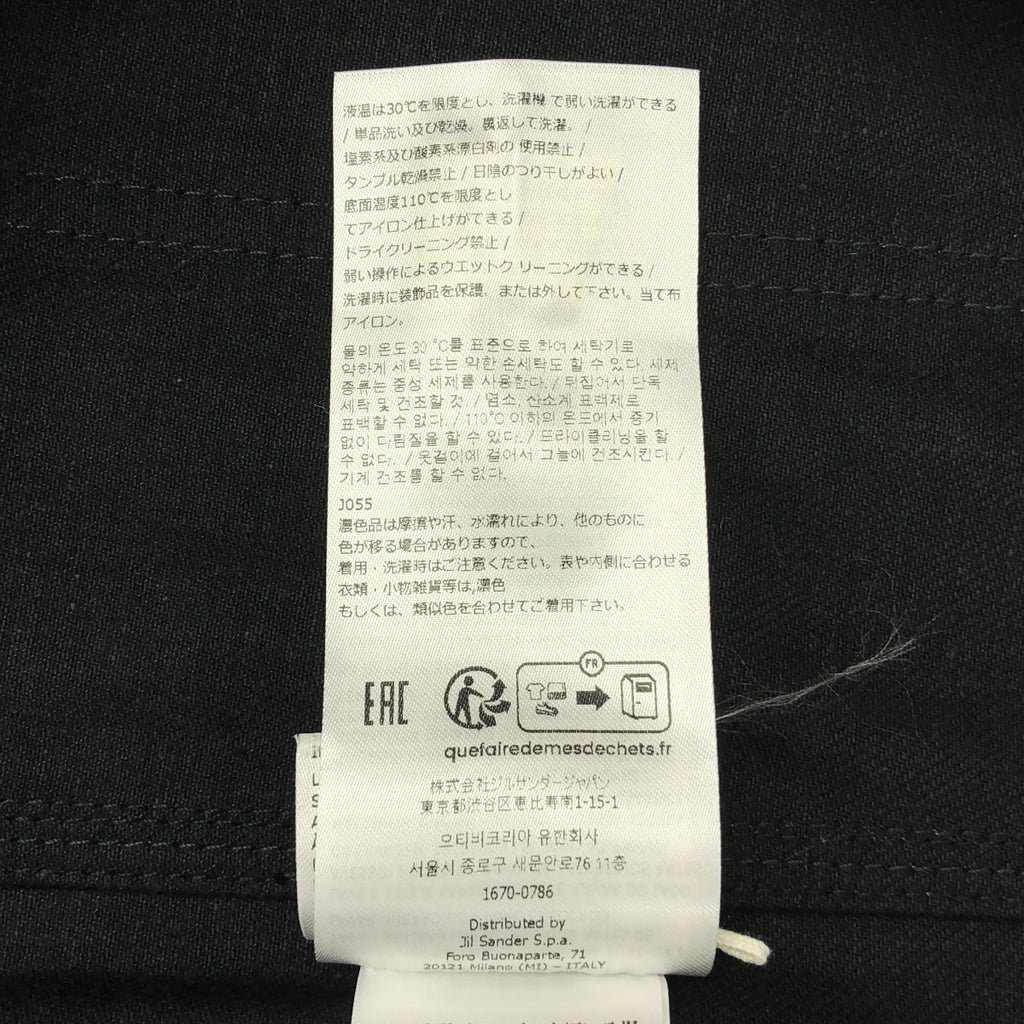 液温は30℃を限度とし、洗濯機 で弱い洗濯ができる
/ 単品洗い及び乾燥。裏返して洗濯。 /
塩素系及び酸素系漂白剤の 使用禁止 /
タンブル乾燥禁止 / 日陰のつり干しがよい /
底面温度110℃を限度とし
てアイロン仕上げができる /
ドライクリーニング禁止 /
弱い操作によるウエットク リーニングができる /
洗濯時に装飾品を保護、または外して下さい。当て布
アイロン。
물의 온도 30 ℃를 표준으로 하여 세탁기로
약하게 세탁 또는 약한 손세탁도 할 수 있다. 세제
종류는 중성 세제를 사용한다. / 뒤집어서 단독
세탁 및 건조할 것. / 염소, 산소계 표백제로
표백할 수 없다. / 110℃ 이하의 온도에서 증기
없이 다림질을 할 수 있다. / 드라이클리닝을 할
수 없다. / 옷걸이에 걸어서 그늘에 건조시킨다. /
기계 건조를 할 수 없다.
J055
濃色品は摩擦や汗、水濡れにより、他のものに
色が移る場合がありますので、
着用・洗濯時はご注意ください。表や内側に合わせる
衣類・小物雑貨等は,濃色
もしくは、類似色を合わせてご着用下さい。
EAC
FR
quefairedemesdechets.fr
株式会社ジルサンダージャパン
東京都渋谷区恵比寿南1-15-1
오티비코리아 유한회사
서울시 종로구 새문안로76 11층
1670-0786
Distributed by
Jil Sander S.p.a.
Foro Buonaparte, 71
20121 Milano (MI) - ITALY